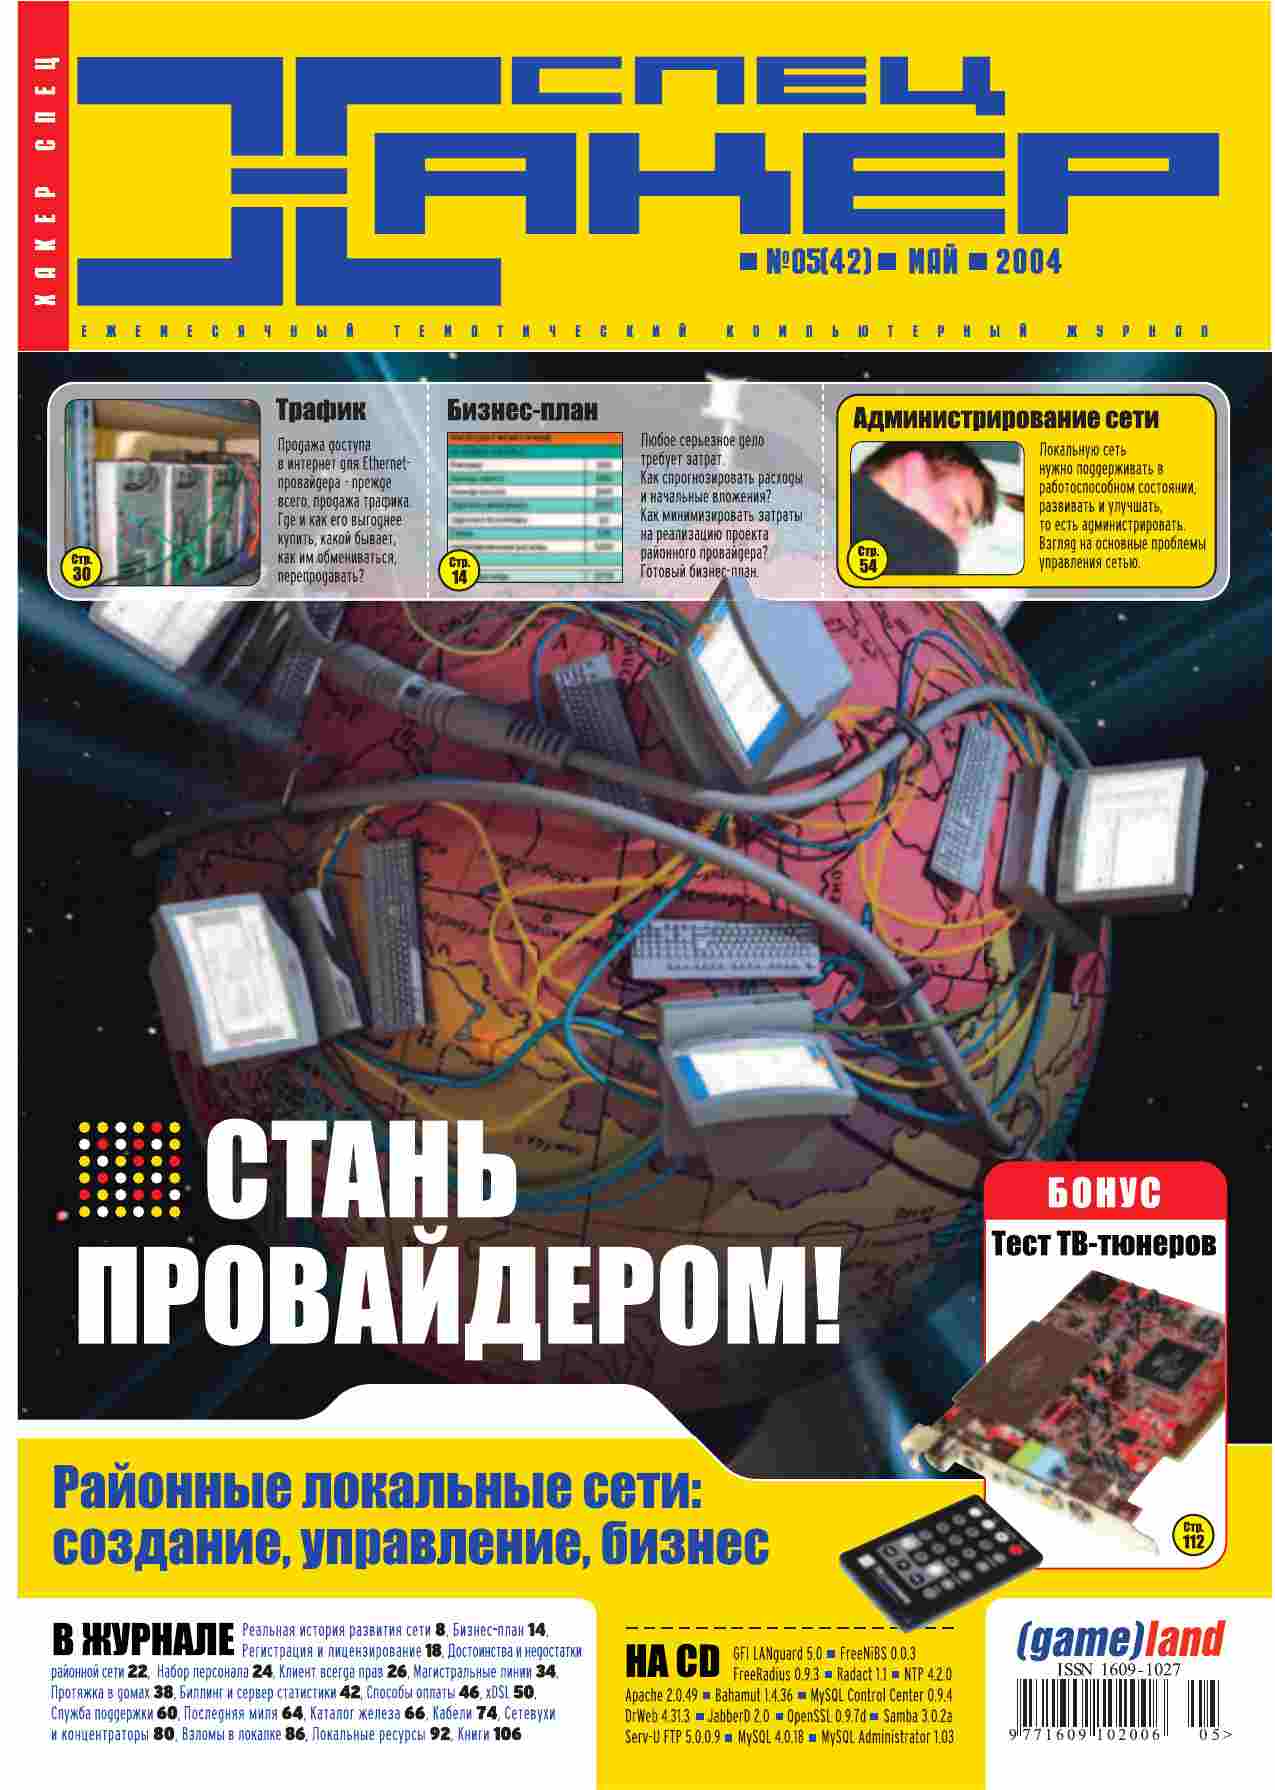 ХАКЕР СПЕЦ
СПЕЦ
ХАКЕР
№05(42) МАЙ 2004
ЕЖЕМЕСЯЧНЫЙ ТЕМАТИЧЕСКИЙ КОМПЬЮТЕРНЫЙ ЖУРНАЛ
Трафик
Продажа доступа
в интернет для Ethernet-
провайдера - прежде
всего, продажа трафика.
Где и как его выгоднее
купить, какой бывает,
как им обмениваться,
перепродавать?
Стр.
30
Бизнес-план
Любое серьезное дело
требует затрат.
Как спрогнозировать расходы
и начальные вложения?
Как минимизировать затраты
на реализацию проекта
районного провайдера?
Готовый бизнес-план.
Стр.
14
Администрирование сети
Локальную сеть
нужно поддерживать в
работоспособном состоянии,
развивать и улучшать,
то есть администрировать.
Взгляд на основные проблемы
управления сетью.
Стр.
54
СТАНЬ
ПРОВАЙДЕРОМ!
БОНУС
Тест ТВ-тюнеров
Стр.
112
Районные локальные сети:
создание, управление, бизнес
В ЖУРНАЛЕ Реальная история развития сети 8, Бизнес-план 14,
Регистрация и лицензирование 18, Достоинства и недостатки
районной сети 22, Набор персонала 24, Клиент всегда прав 26, Магистральные линии 34,
Протяжка в домах 38, Биллинг и сервер статистики 42, Способы оплаты 46, xDSL 50,
Служба поддержки 60, Последняя миля 64, Каталог железа 66, Кабели 74, Сетевухи
и концентраторы 80, Взломы в локалке 86, Локальные ресурсы 92, Книги 106
НА CD GFI LANguard 5.0 ■ FreeNiBS 0.0.3
FreeRadius 0.9.3 ■ Radact 1.1 ■ NTP 4.2.0
Apache 2.0.49 ■ Bahamut 1.4.36 ■ MySQL Control Center 0.9.4
DrWeb 4.31.3 ■ JabberD 2.0 ■ OpenSSL 0.9.7d ■ Samba 3.0.2a
Serv-U FTP 5.0.0.9 ■ MySQL 4.0.18 ■ MySQL Administrator 1.03
(game)land
ISSN 1609-1027
9 771609 102006 05>